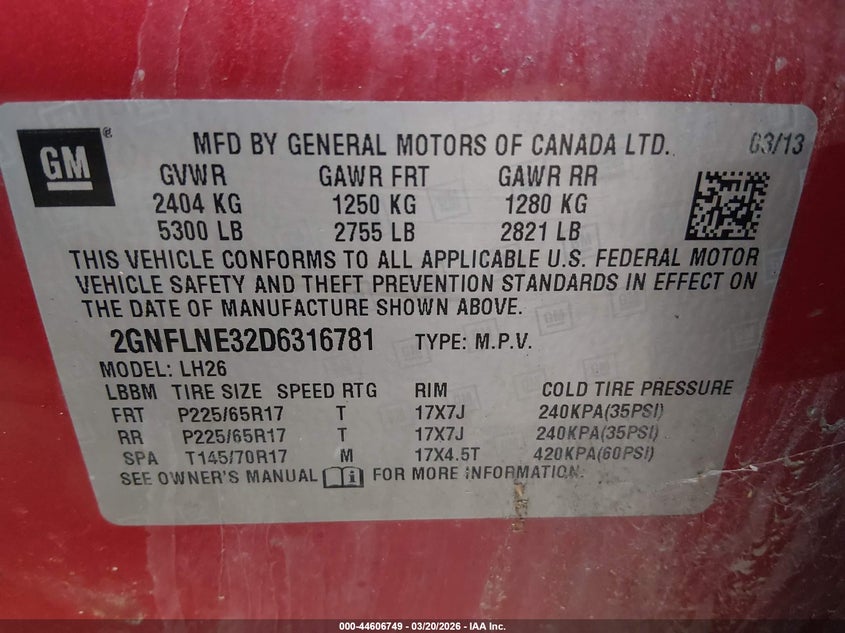 GM®
MFD BY GENERAL MOTORS OF CANADA LTD. 03/13
GVWR GAWR FRT GAWR RR
2404 KG 1250 KG 1280 KG
5300 LB 2755 LB 2821 LB
THIS VEHICLE CONFORMS TO ALL APPLICABLE U.S. FEDERAL MOTOR
VEHICLE SAFETY AND THEFT PREVENTION STANDARDS IN EFFECT ON
THE DATE OF MANUFACTURE SHOWN ABOVE.
2GNFLNE32D6316781 TYPE: M.P.V.
MODEL: LH26
LBBM TIRE SIZE SPEED RTG RIM COLD TIRE PRESSURE
FRT P225/65R17 T 17X7J 240KPA(35PSI)
RR P225/65R17 T 17X7J 240KPA(35PSI)
SPA T145/70R17 M 17X4.5T 420KPA(60PSI)
SEE OWNER'S MANUAL FOR MORE INFORMATION.
000-44606749 — 03/20/2026 — IAA Inc.